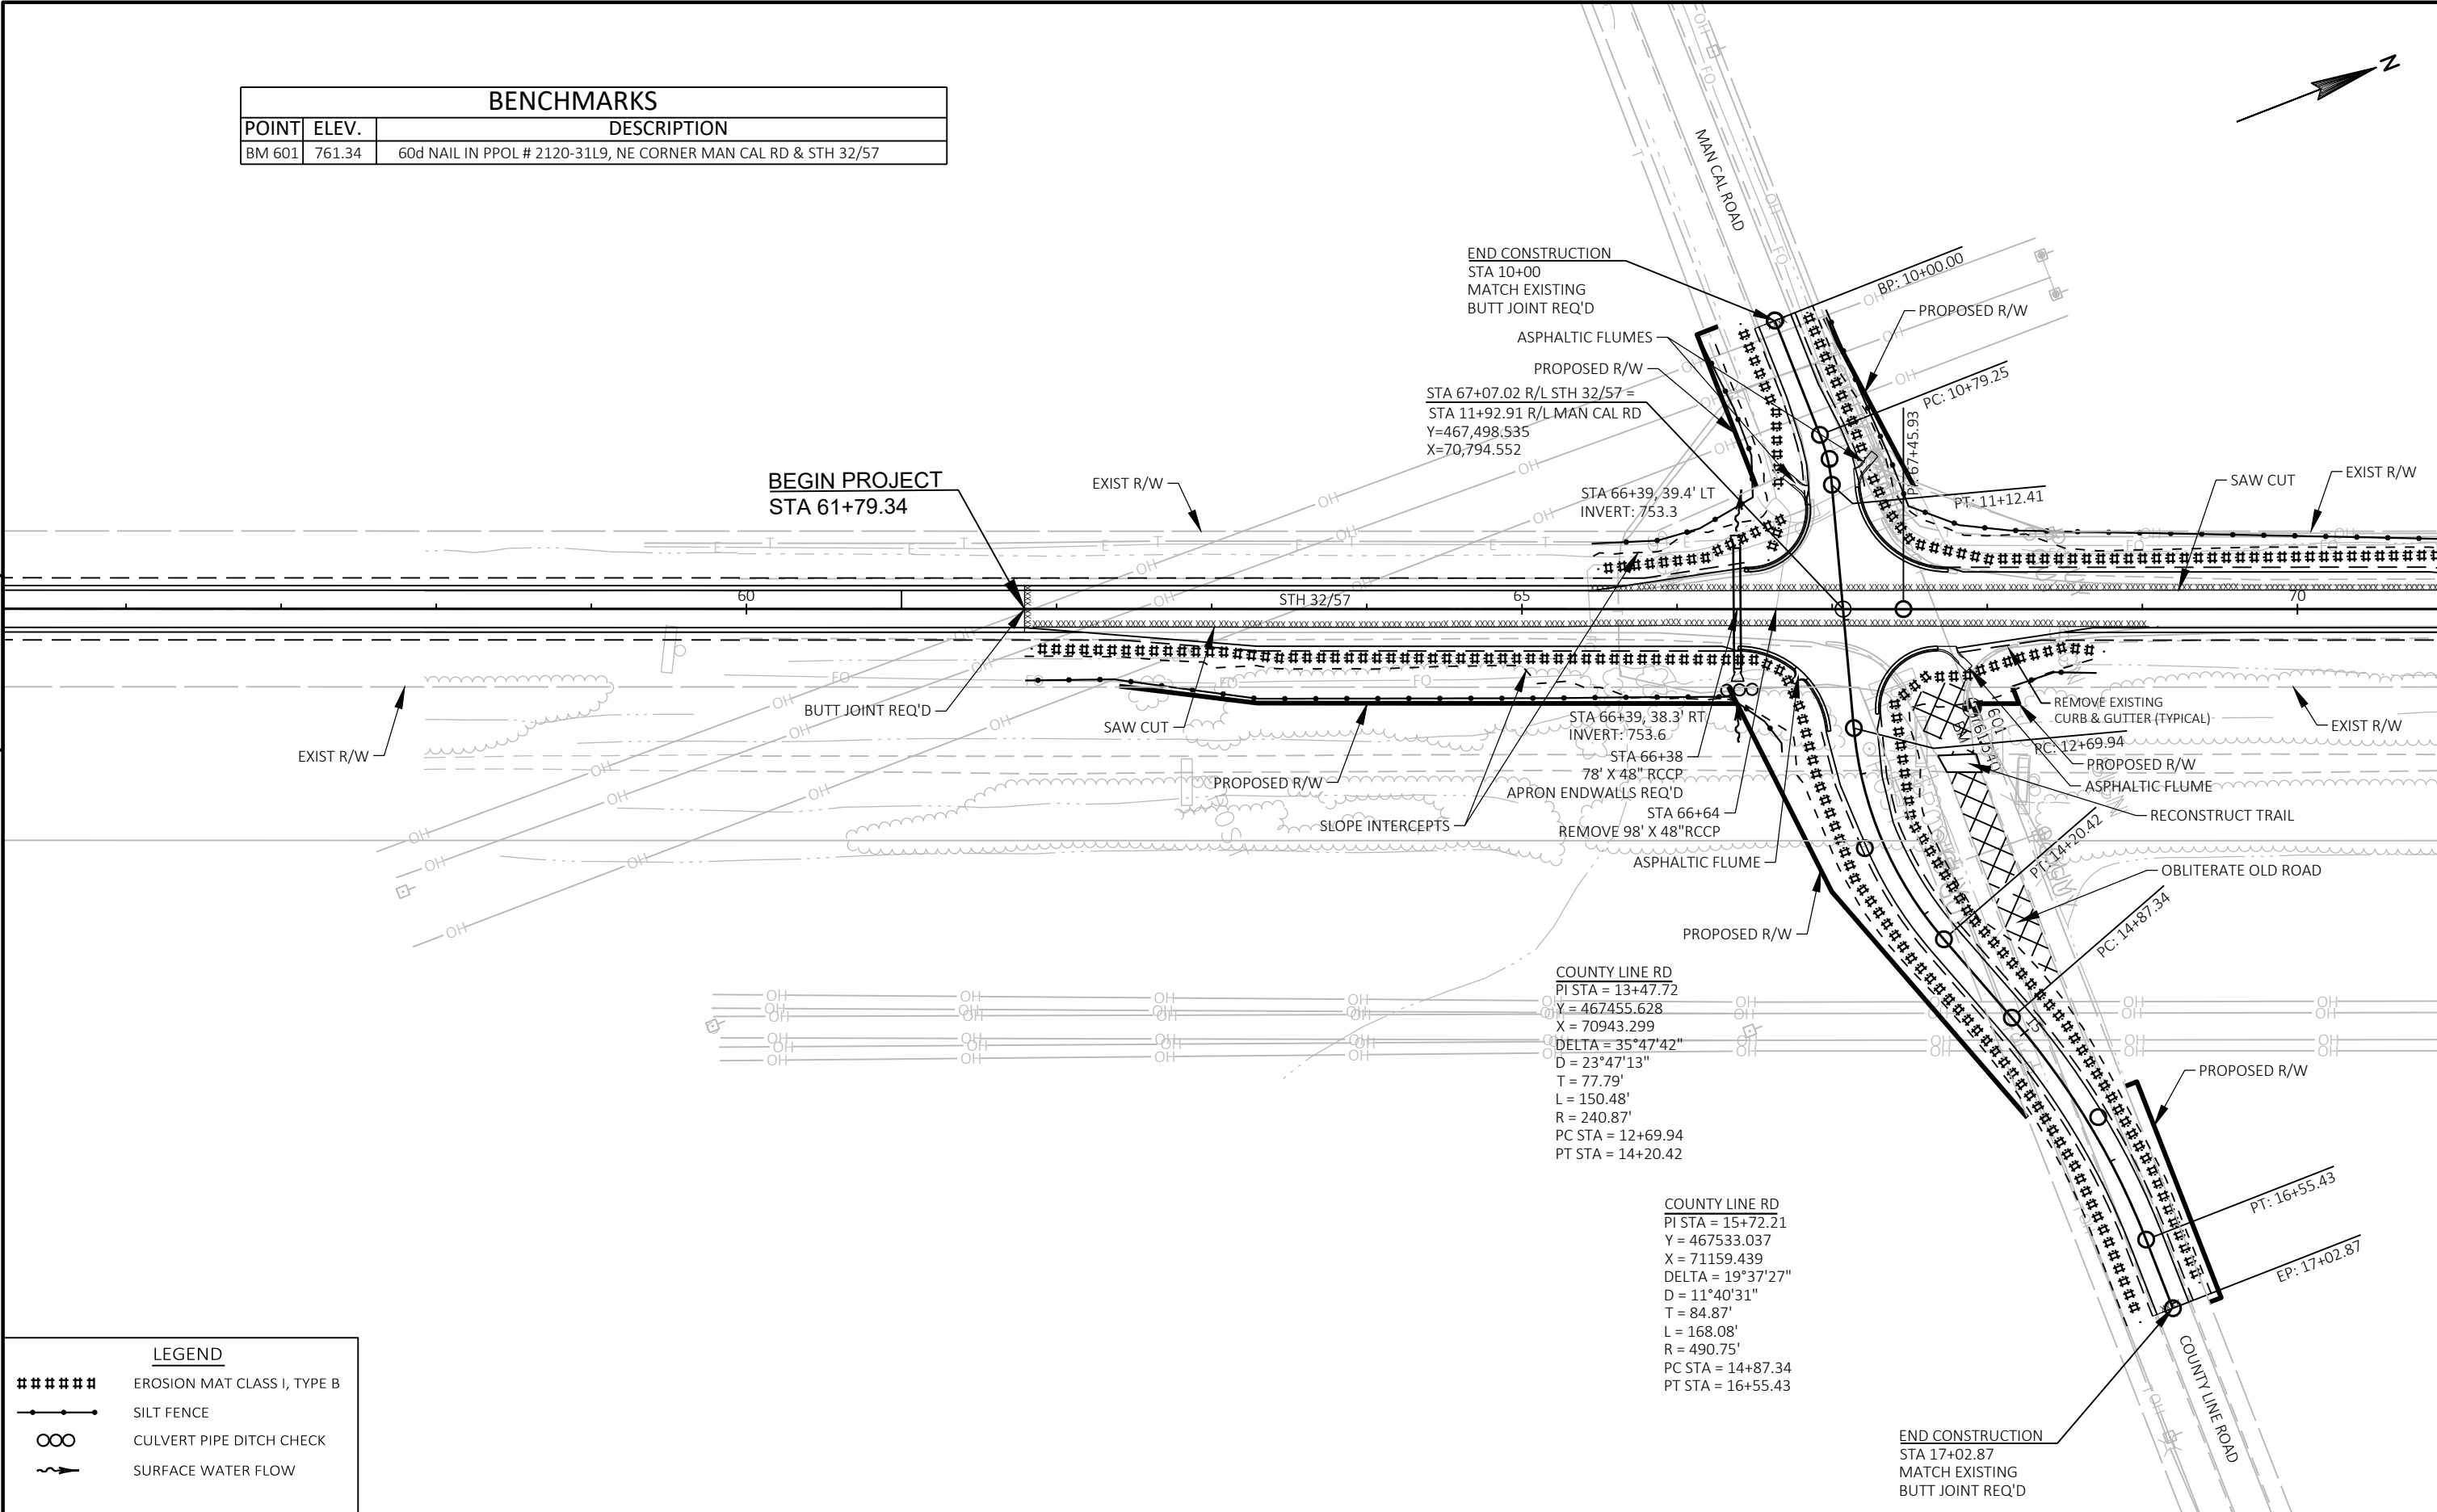 BENCHMARKS
POINT ELEV. DESCRIPTION
BM 601 761.34 60d NAIL IN PPOL # 2120-31L9, NE CORNER MAN CAL RD & STH 32/57
N
MAN CAL ROAD
END CONSTRUCTION
STA 10+00
MATCH EXISTING
BUTT JOINT REQ'D
BP: 10+00.00
PROPOSED R/W
ASPHALTIC FLUMES
PROPOSED R/W
PC: 10+79.25
STA 67+07.02 R/L STH 32/57 =
STA 11+92.91 R/L MAN CAL RD
Y=467,498.535
X=70,794.552
67+45.93
PT: 11+12.41
SAW CUT
EXIST R/W
BEGIN PROJECT
STA 61+79.34
EXIST R/W
STA 66+39, 39.4' LT
INVERT: 753.3
60
STH 32/57
65
70
BUTT JOINT REQ'D
SAW CUT
EXIST R/W
PROPOSED R/W
SLOPE INTERCEPTS
STA 66+39, 38.3' RT
INVERT: 753.6
STA 66+38
78' X 48" RCCP
APRON ENDWALLS REQ'D
STA 66+64
REMOVE 98' X 48"RCCP
ASPHALTIC FLUME
PROPOSED R/W
REMOVE EXISTING
CURB & GUTTER (TYPICAL)
EXIST R/W
PC: 12+69.94
PROPOSED R/W
ASPHALTIC FLUME
RECONSTRUCT TRAIL
PT: 14+20.42
OBLITERATE OLD ROAD
PC: 14+87.34
15
COUNTY LINE RD
PI STA = 13+47.72
Y = 467455.628
X = 70943.299
DELTA = 35°47'42"
D = 23°47'13"
T = 77.79'
L = 150.48'
R = 240.87'
PC STA = 12+69.94
PT STA = 14+20.42
PROPOSED R/W
COUNTY LINE RD
PI STA = 15+72.21
Y = 467533.037
X = 71159.439
DELTA = 19°37'27"
D = 11°40'31"
T = 84.87'
L = 168.08'
R = 490.75'
PC STA = 14+87.34
PT STA = 16+55.43
PT: 16+55.43
EP: 17+02.87
COUNTY LINE ROAD
END CONSTRUCTION
STA 17+02.87
MATCH EXISTING
BUTT JOINT REQ'D
LEGEND
EROSION MAT CLASS I, TYPE B
SILT FENCE
CULVERT PIPE DITCH CHECK
SURFACE WATER FLOW